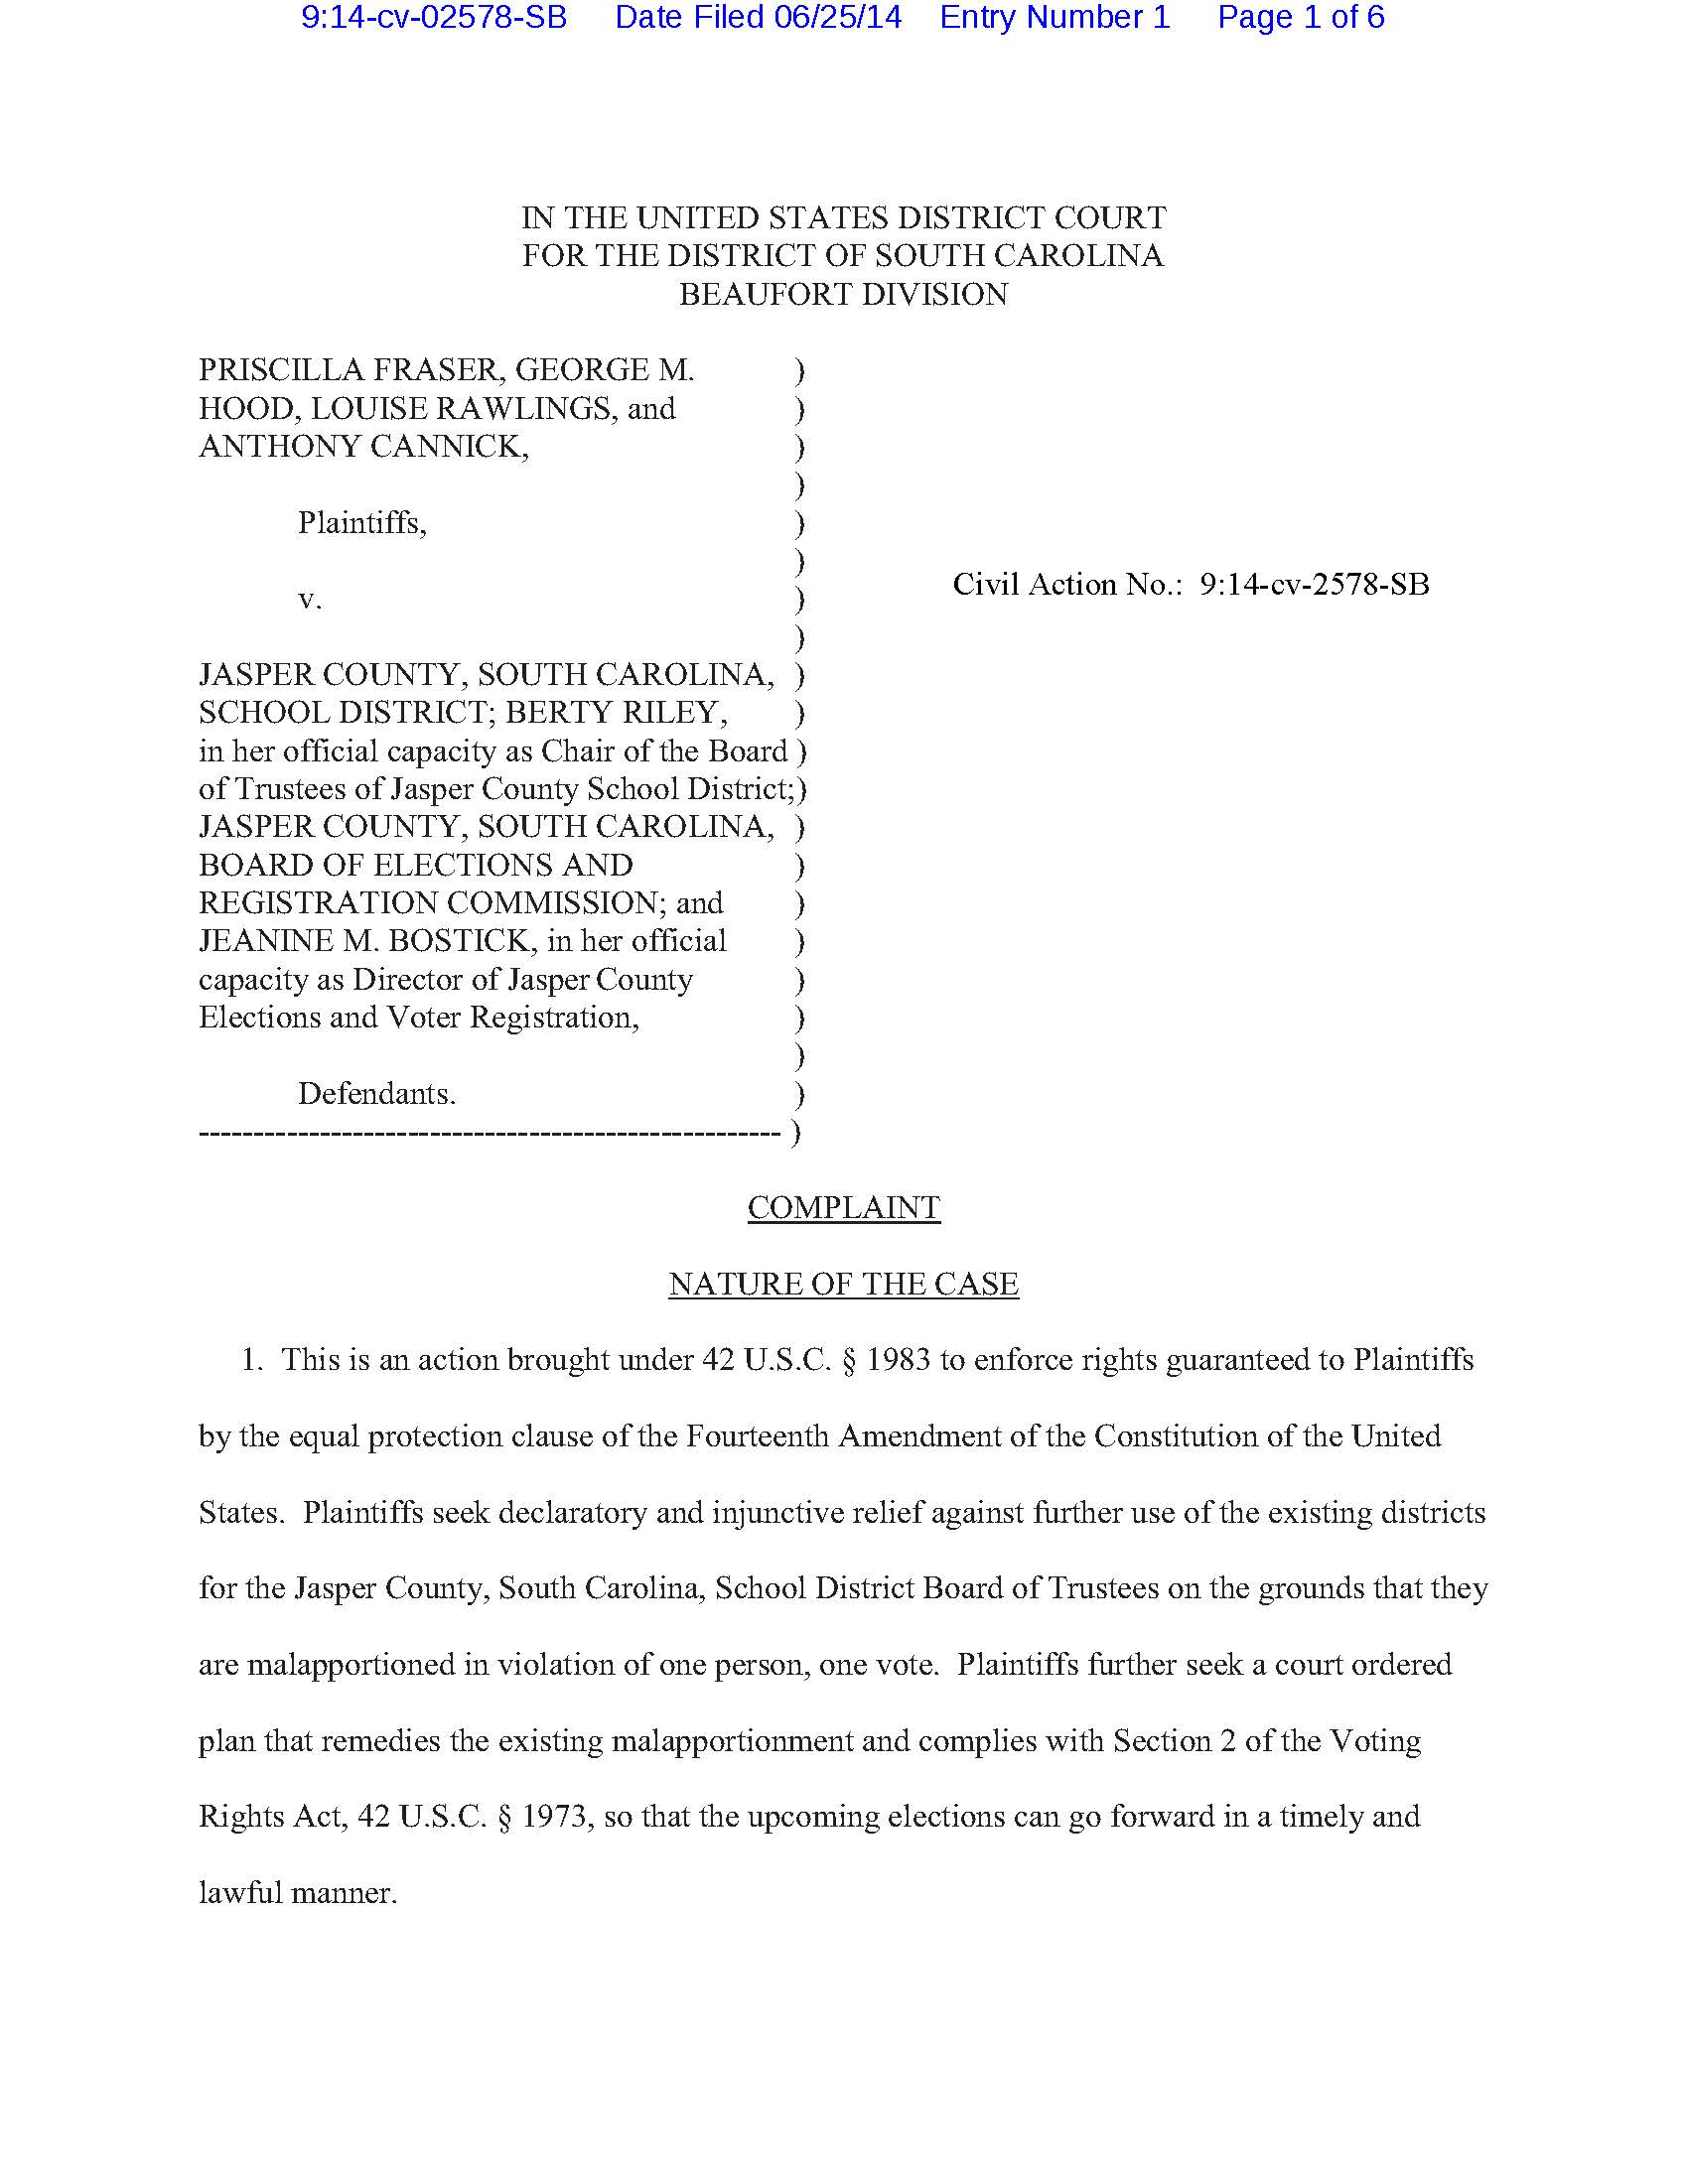 9:14-cv-02578-SB Date Filed 06/25/14 Entry Number 1 Page 1 of 6
IN THE UNITED STATES DISTRICT COURT
FOR THE DISTRICT OF SOUTH CAROLINA
BEAUFORT DIVISION
PRISCILLA FRASER, GEORGE M. )
HOOD, LOUISE RAWLINGS, and )
ANTHONY CANNICK, )
)
Plaintiffs, )
)
Civil Action No.: 9:14-cv-2578-SB
v. )
)
JASPER COUNTY, SOUTH CAROLINA, )
SCHOOL DISTRICT; BERTY RILEY, )
in her official capacity as Chair of the Board )
of Trustees of Jasper County School District;)
JASPER COUNTY, SOUTH CAROLINA, )
BOARD OF ELECTIONS AND )
REGISTRATION COMMISSION; and )
JEANINE M. BOSTICK, in her official )
capacity as Director of Jasper County )
Elections and Voter Registration, )
)
Defendants. )
----------------------------------------------------- )
COMPLAINT
NATURE OF THE CASE
1. This is an action brought under 42 U.S.C. § 1983 to enforce rights guaranteed to Plaintiffs
by the equal protection clause of the Fourteenth Amendment of the Constitution of the United
States. Plaintiffs seek declaratory and injunctive relief against further use of the existing districts
for the Jasper County, South Carolina, School District Board of Trustees on the grounds that they
are malapportioned in violation of one person, one vote. Plaintiffs further seek a court ordered
plan that remedies the existing malapportionment and complies with Section 2 of the Voting
Rights Act, 42 U.S.C. § 1973, so that the upcoming elections can go forward in a timely and
lawful manner.